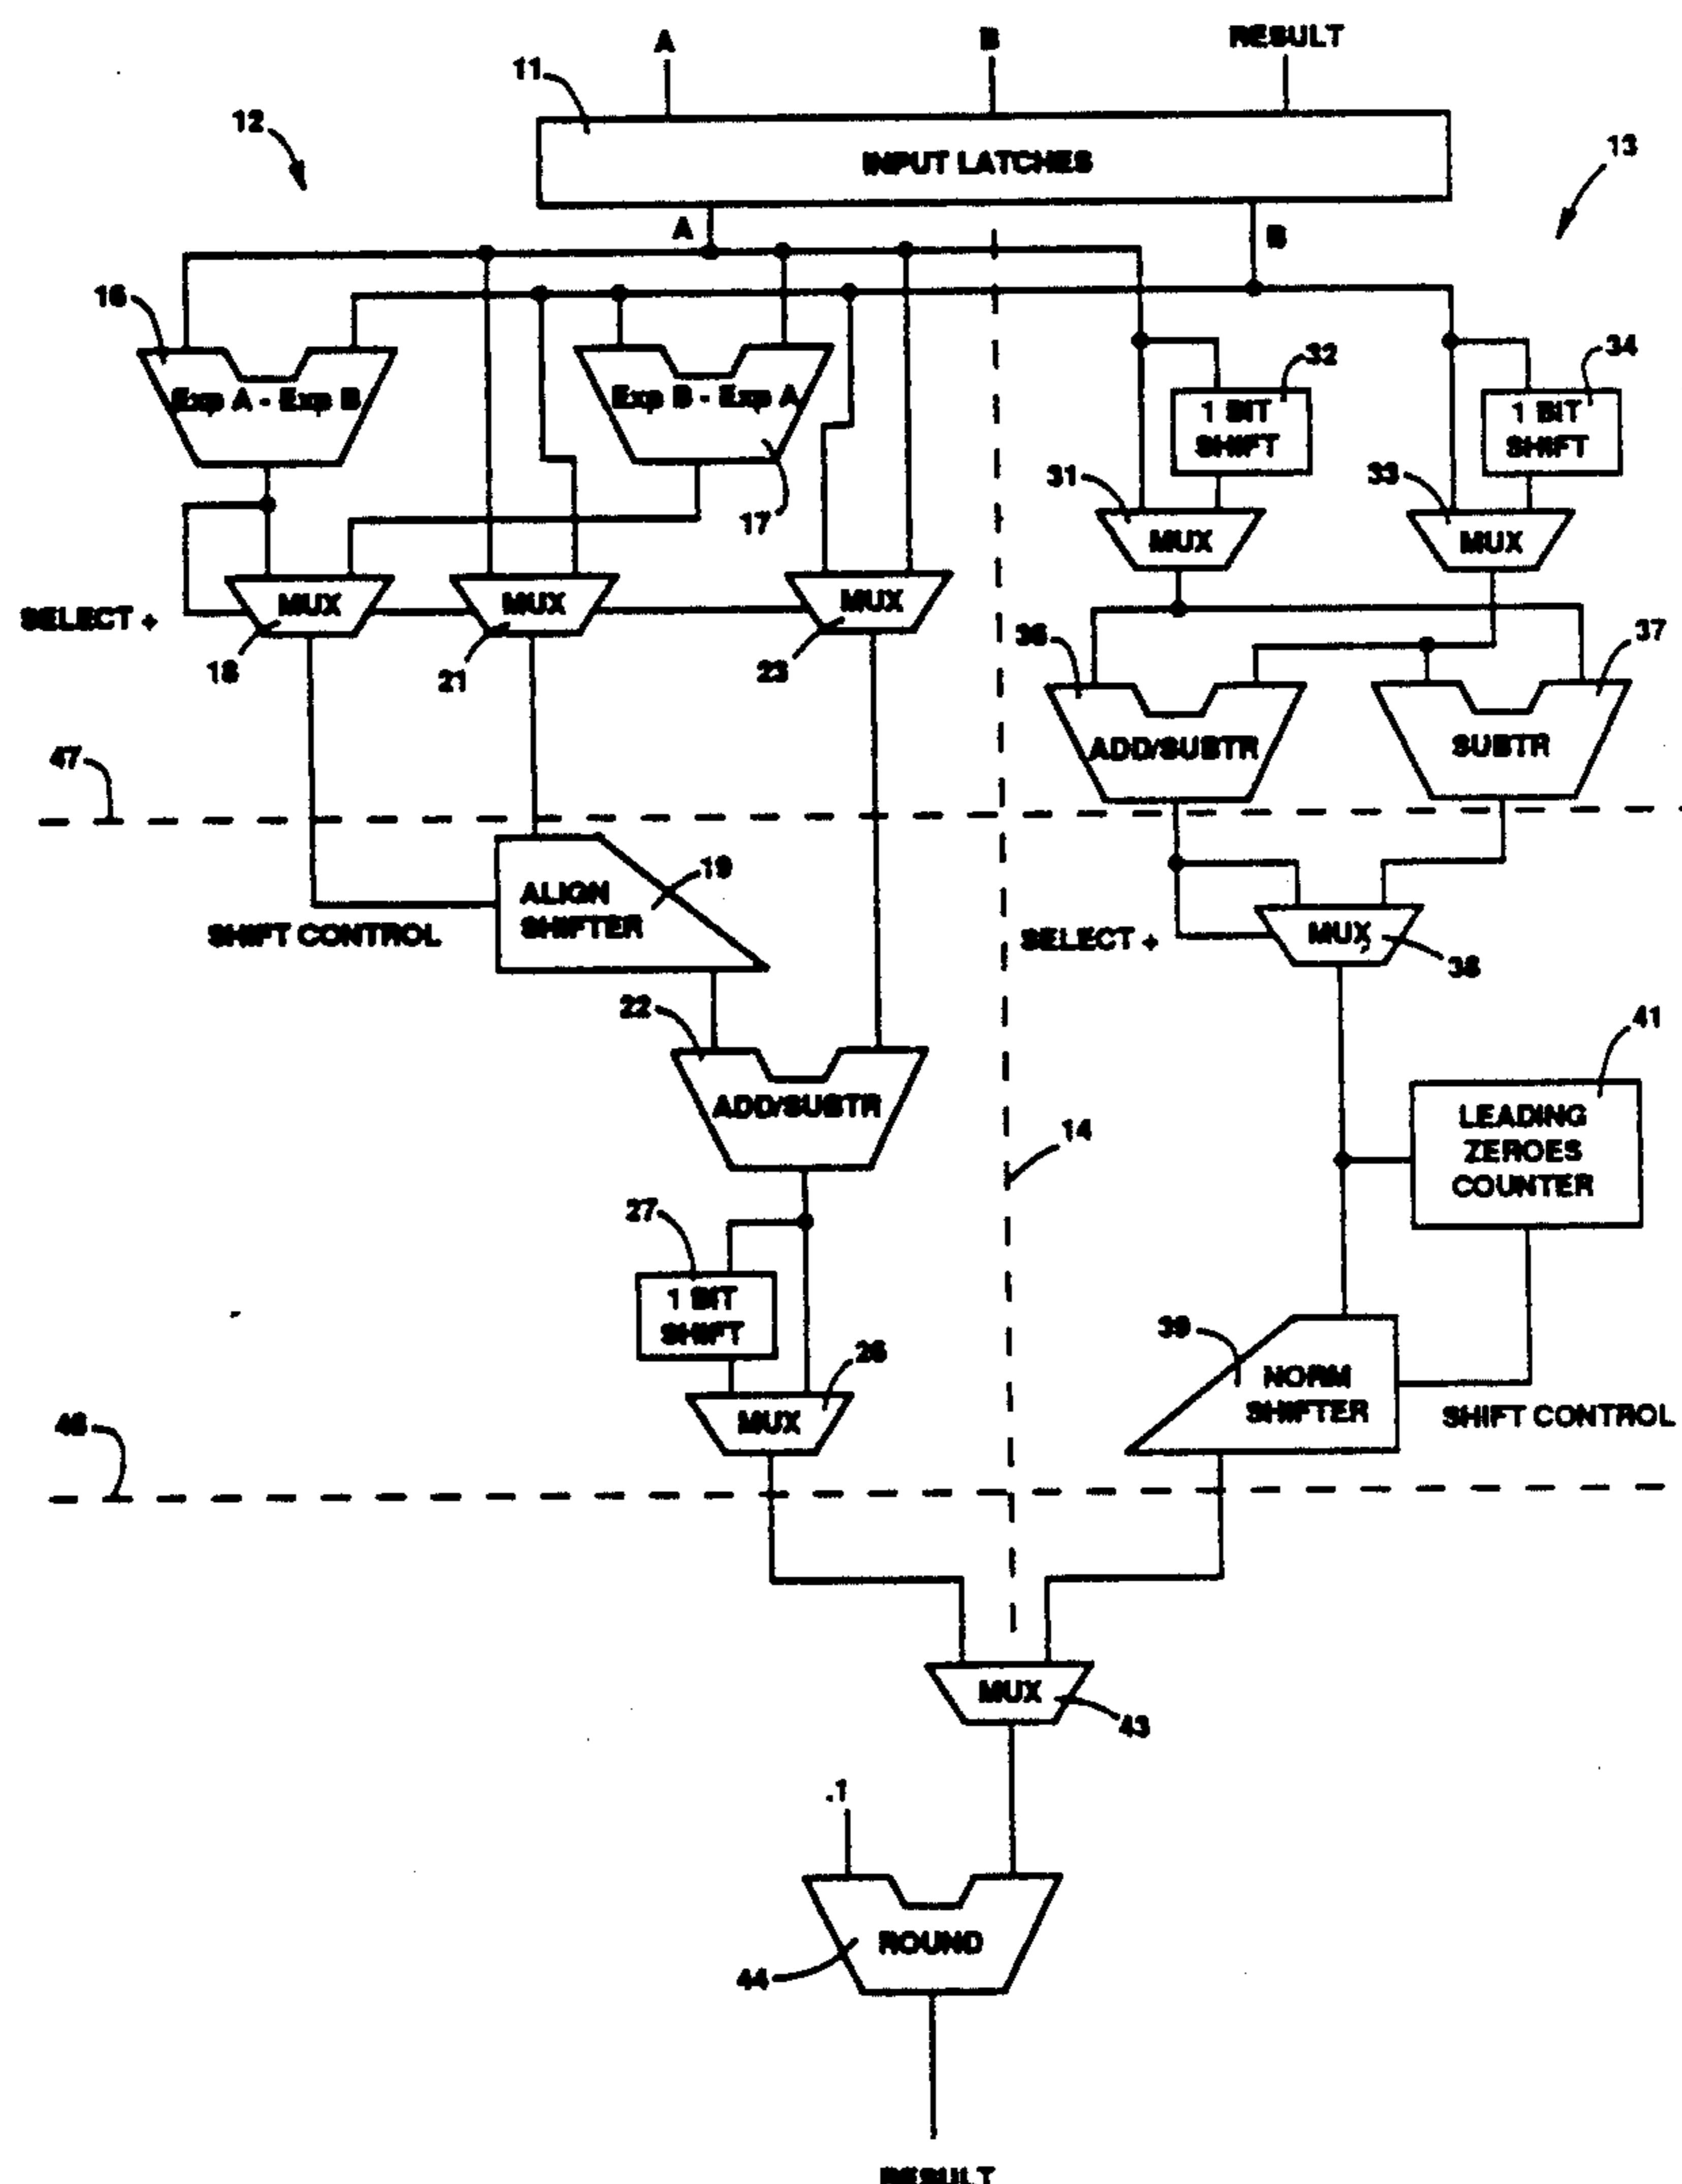 A B RESULT
11
12
INPUT LATCHES
13
A B
16
Exp A - Exp B
Exp B - Exp A
17
32
1 BIT
SHIFT
34
1 BIT
SHIFT
31
MUX
33
MUX
SELECT +
MUX
18
MUX
21
MUX
23
36
ADD/SUBTR
37
SUBTR
47
ALIGN
SHIFTER
19
SHIFT CONTROL
SELECT +
MUX
38
22
ADD/SUBTR
41
LEADING
ZEROES
COUNTER
14
27
1 BIT
SHIFT
26
MUX
39
NORM
SHIFTER
SHIFT CONTROL
48
MUX
43
.1
ROUND
44
RESULT